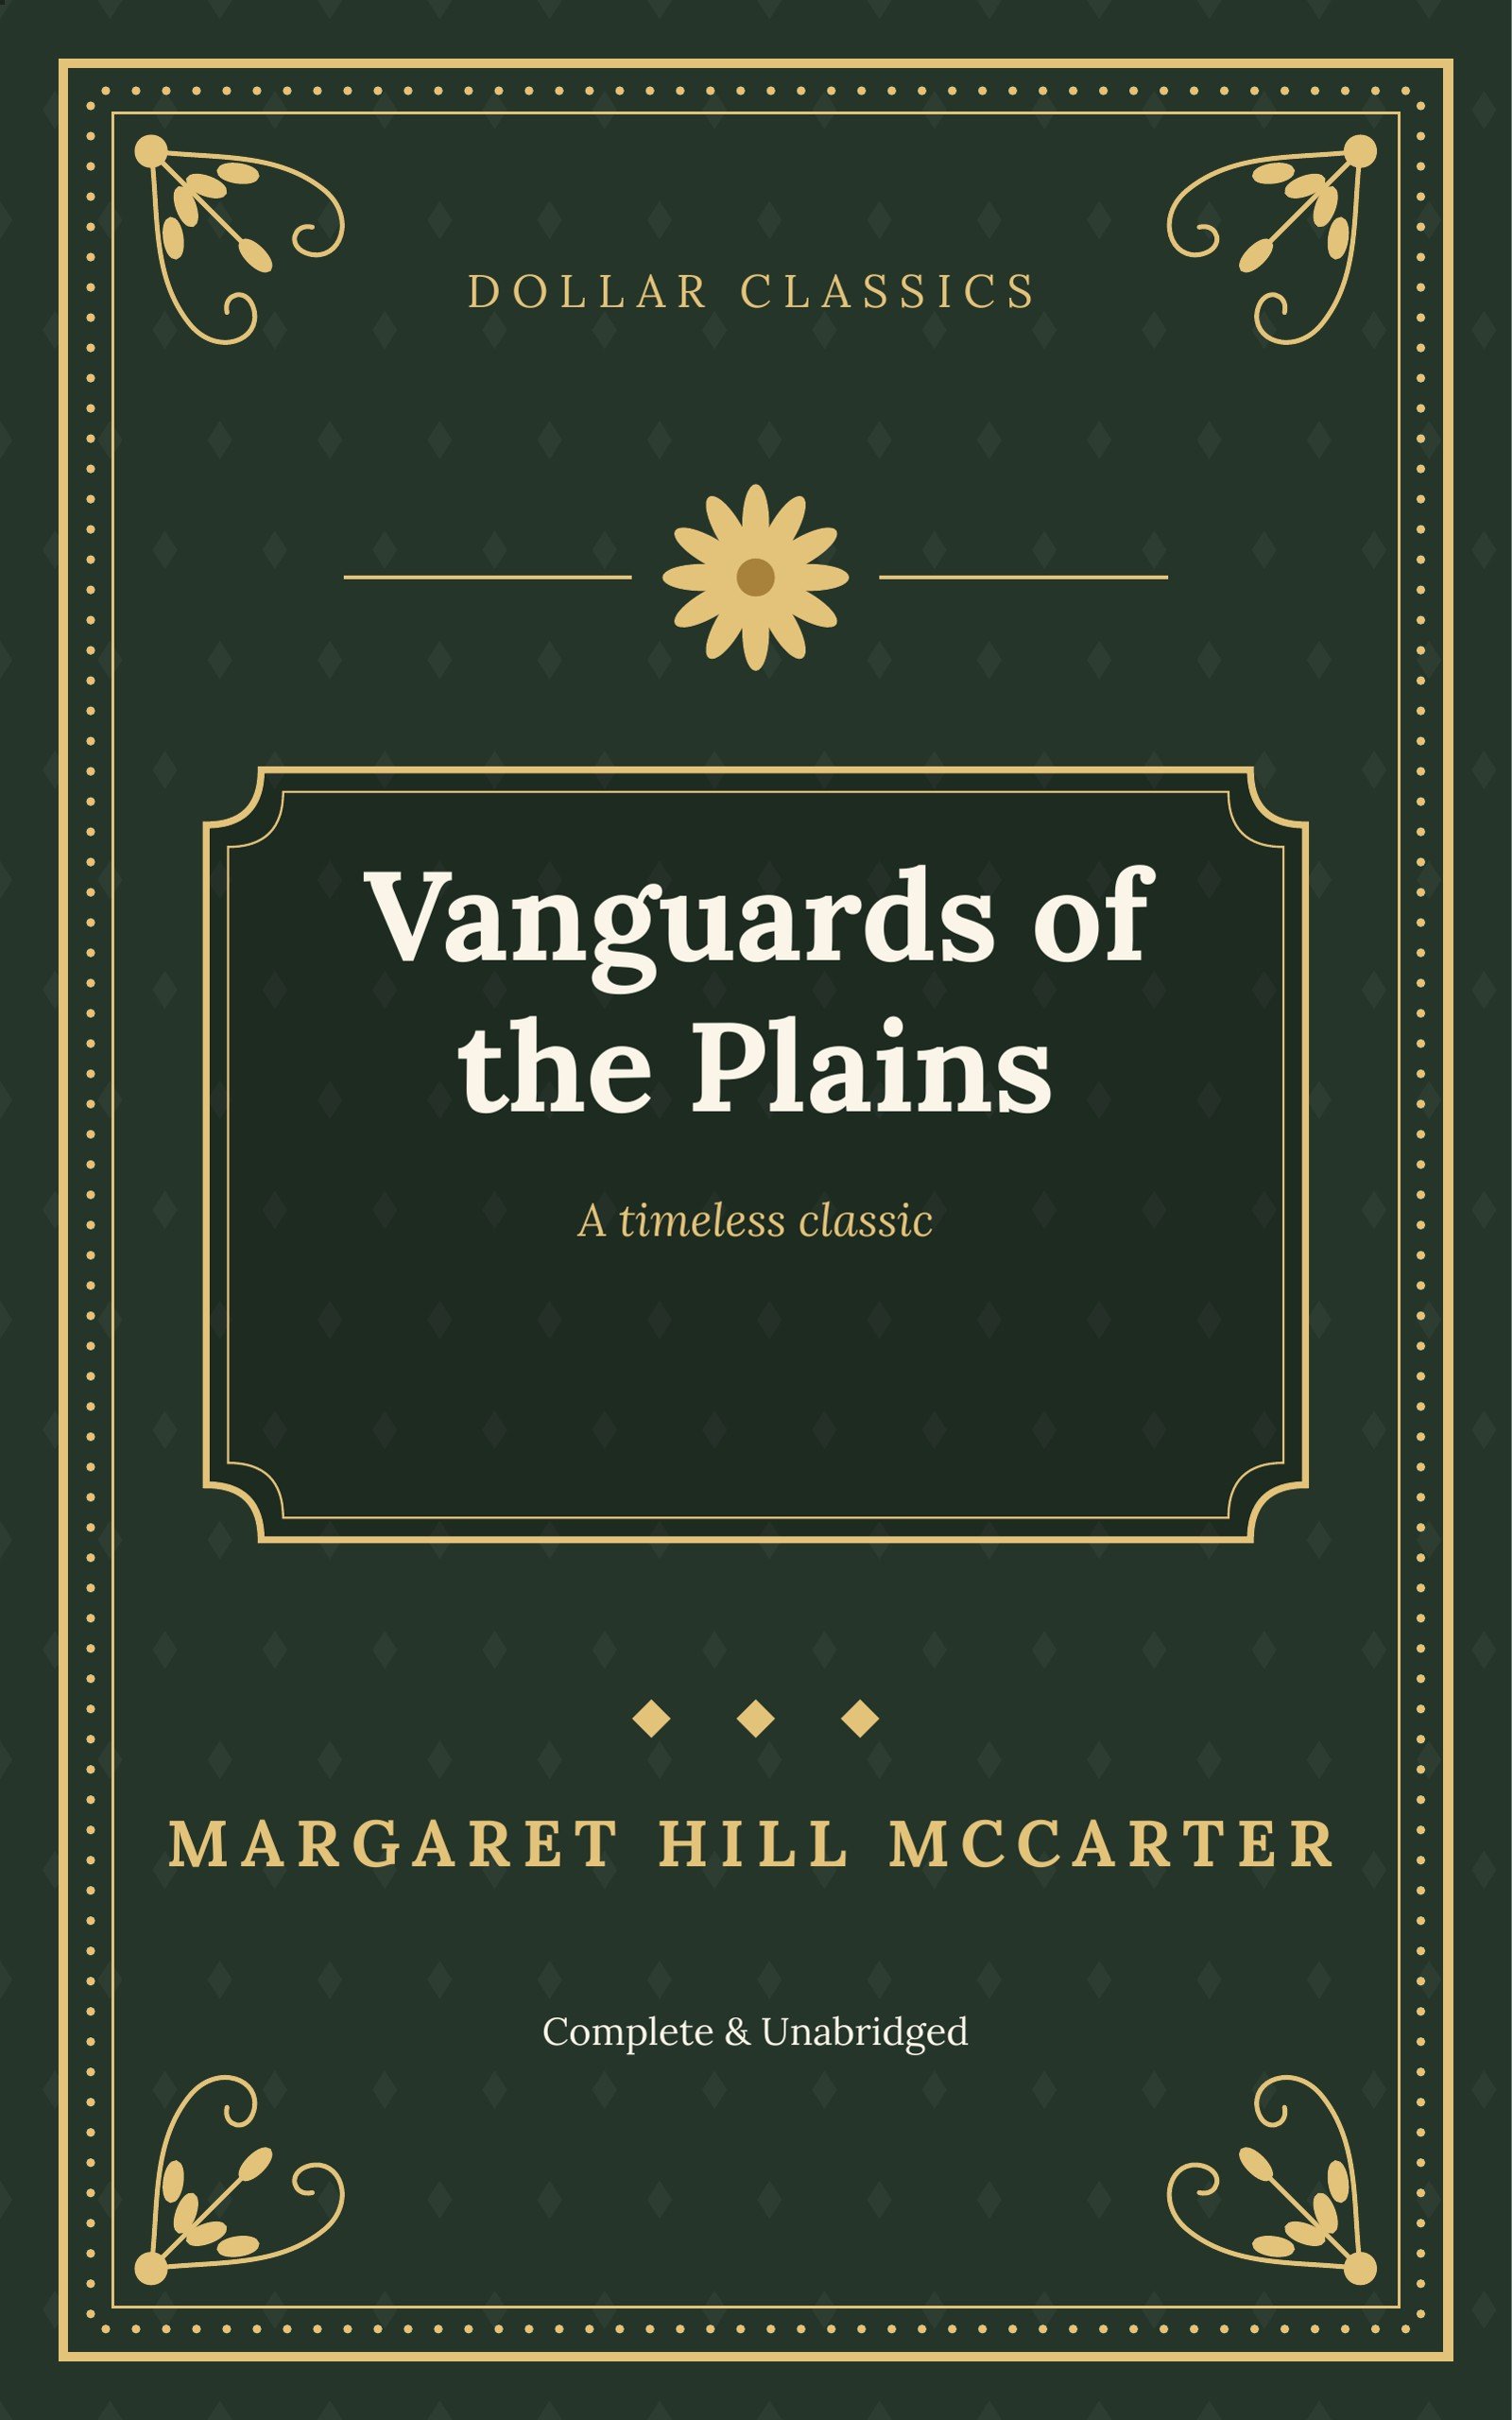 DOLLAR CLASSICS
Vanguards of
the Plains
A timeless classic
MARGARET HILL MCCARTER
Complete & Unabridged